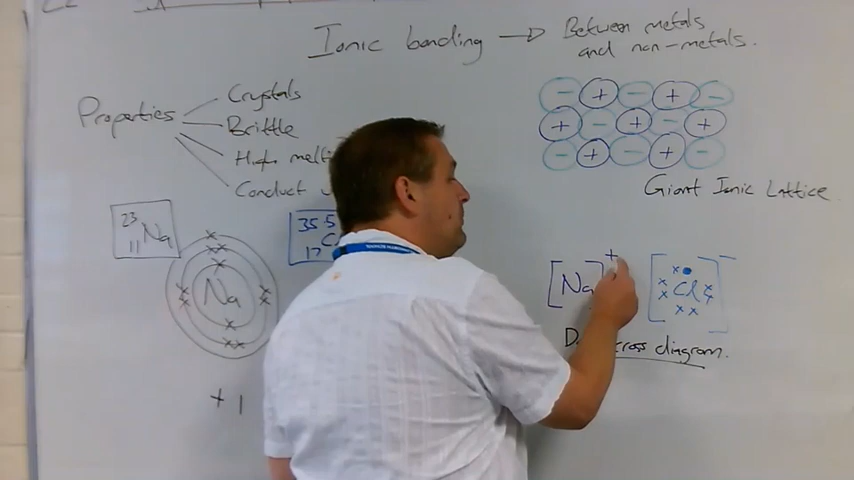 Ionic bonding → Between metals
and non-metals.
Properties
Crystals
Brittle
High
Conduct
- + - + -
+ - + - +
- + - + -
Giant Ionic Lattice
23
11 Na
35.5
17
Na
[Na]+ [Cl]-
cross diagram.
+1